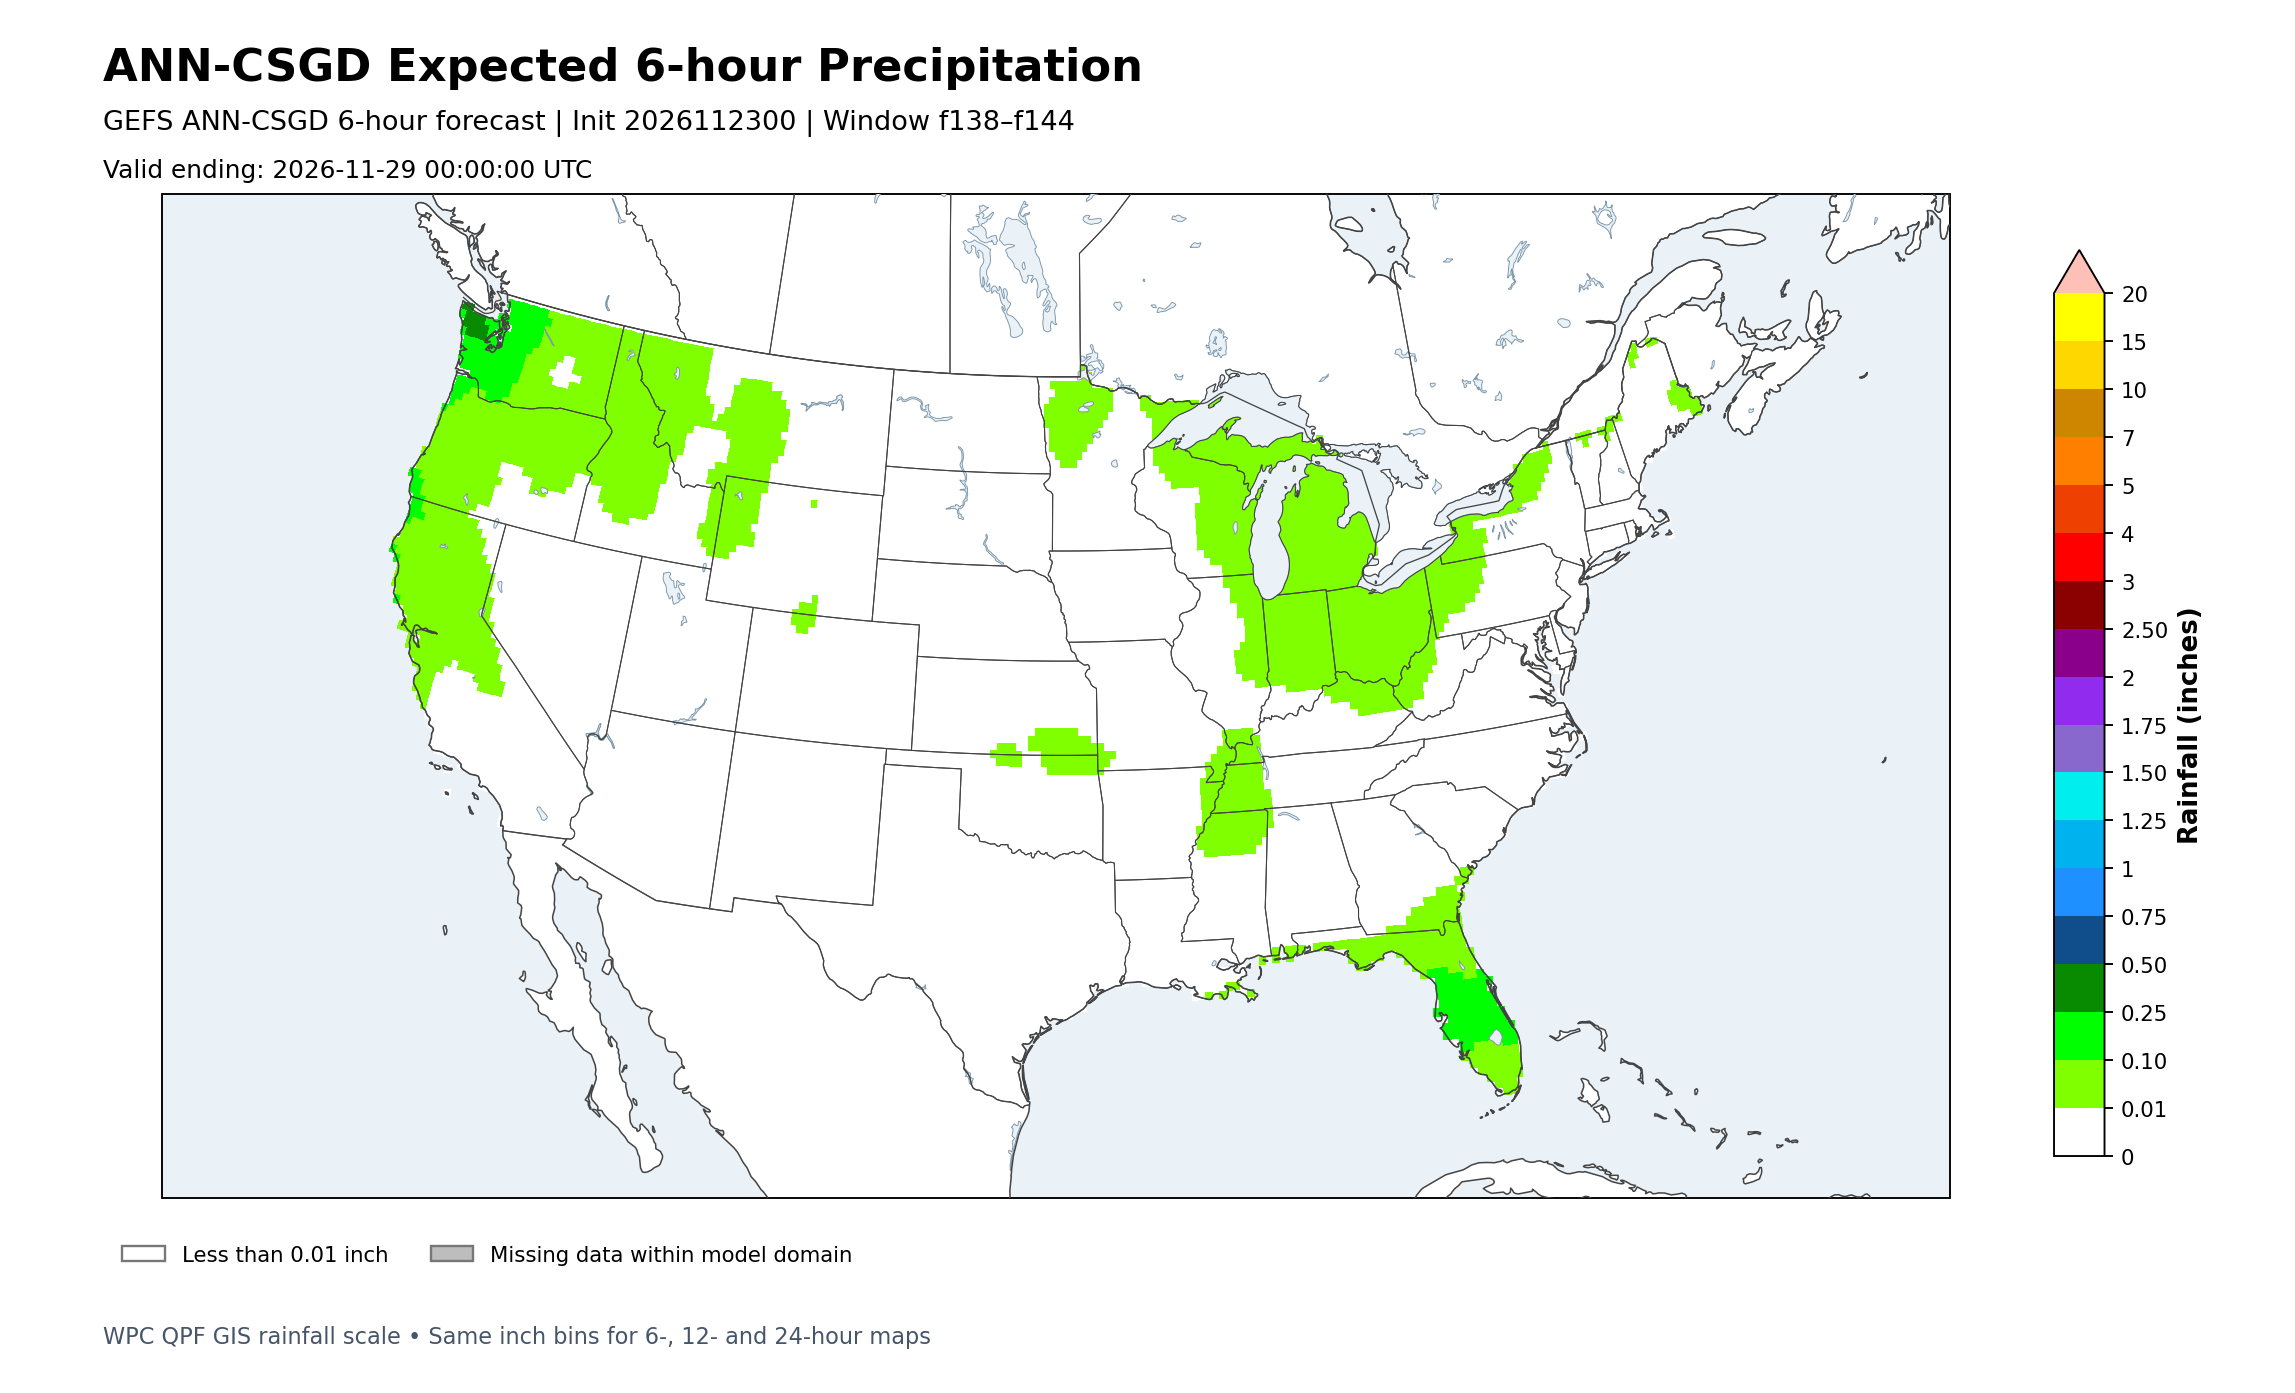 ANN-CSGD Expected 6-hour Precipitation
GEFS ANN-CSGD 6-hour forecast | Init 2026112300 | Window f138–f144
Valid ending: 2026-11-29 00:00:00 UTC
20
15
10
7
5
4
3
2.50
2
1.75
1.50
1.25
1
0.75
0.50
0.25
0.10
0.01
0
Rainfall (inches)
Less than 0.01 inch
Missing data within model domain
WPC QPF GIS rainfall scale • Same inch bins for 6-, 12- and 24-hour maps